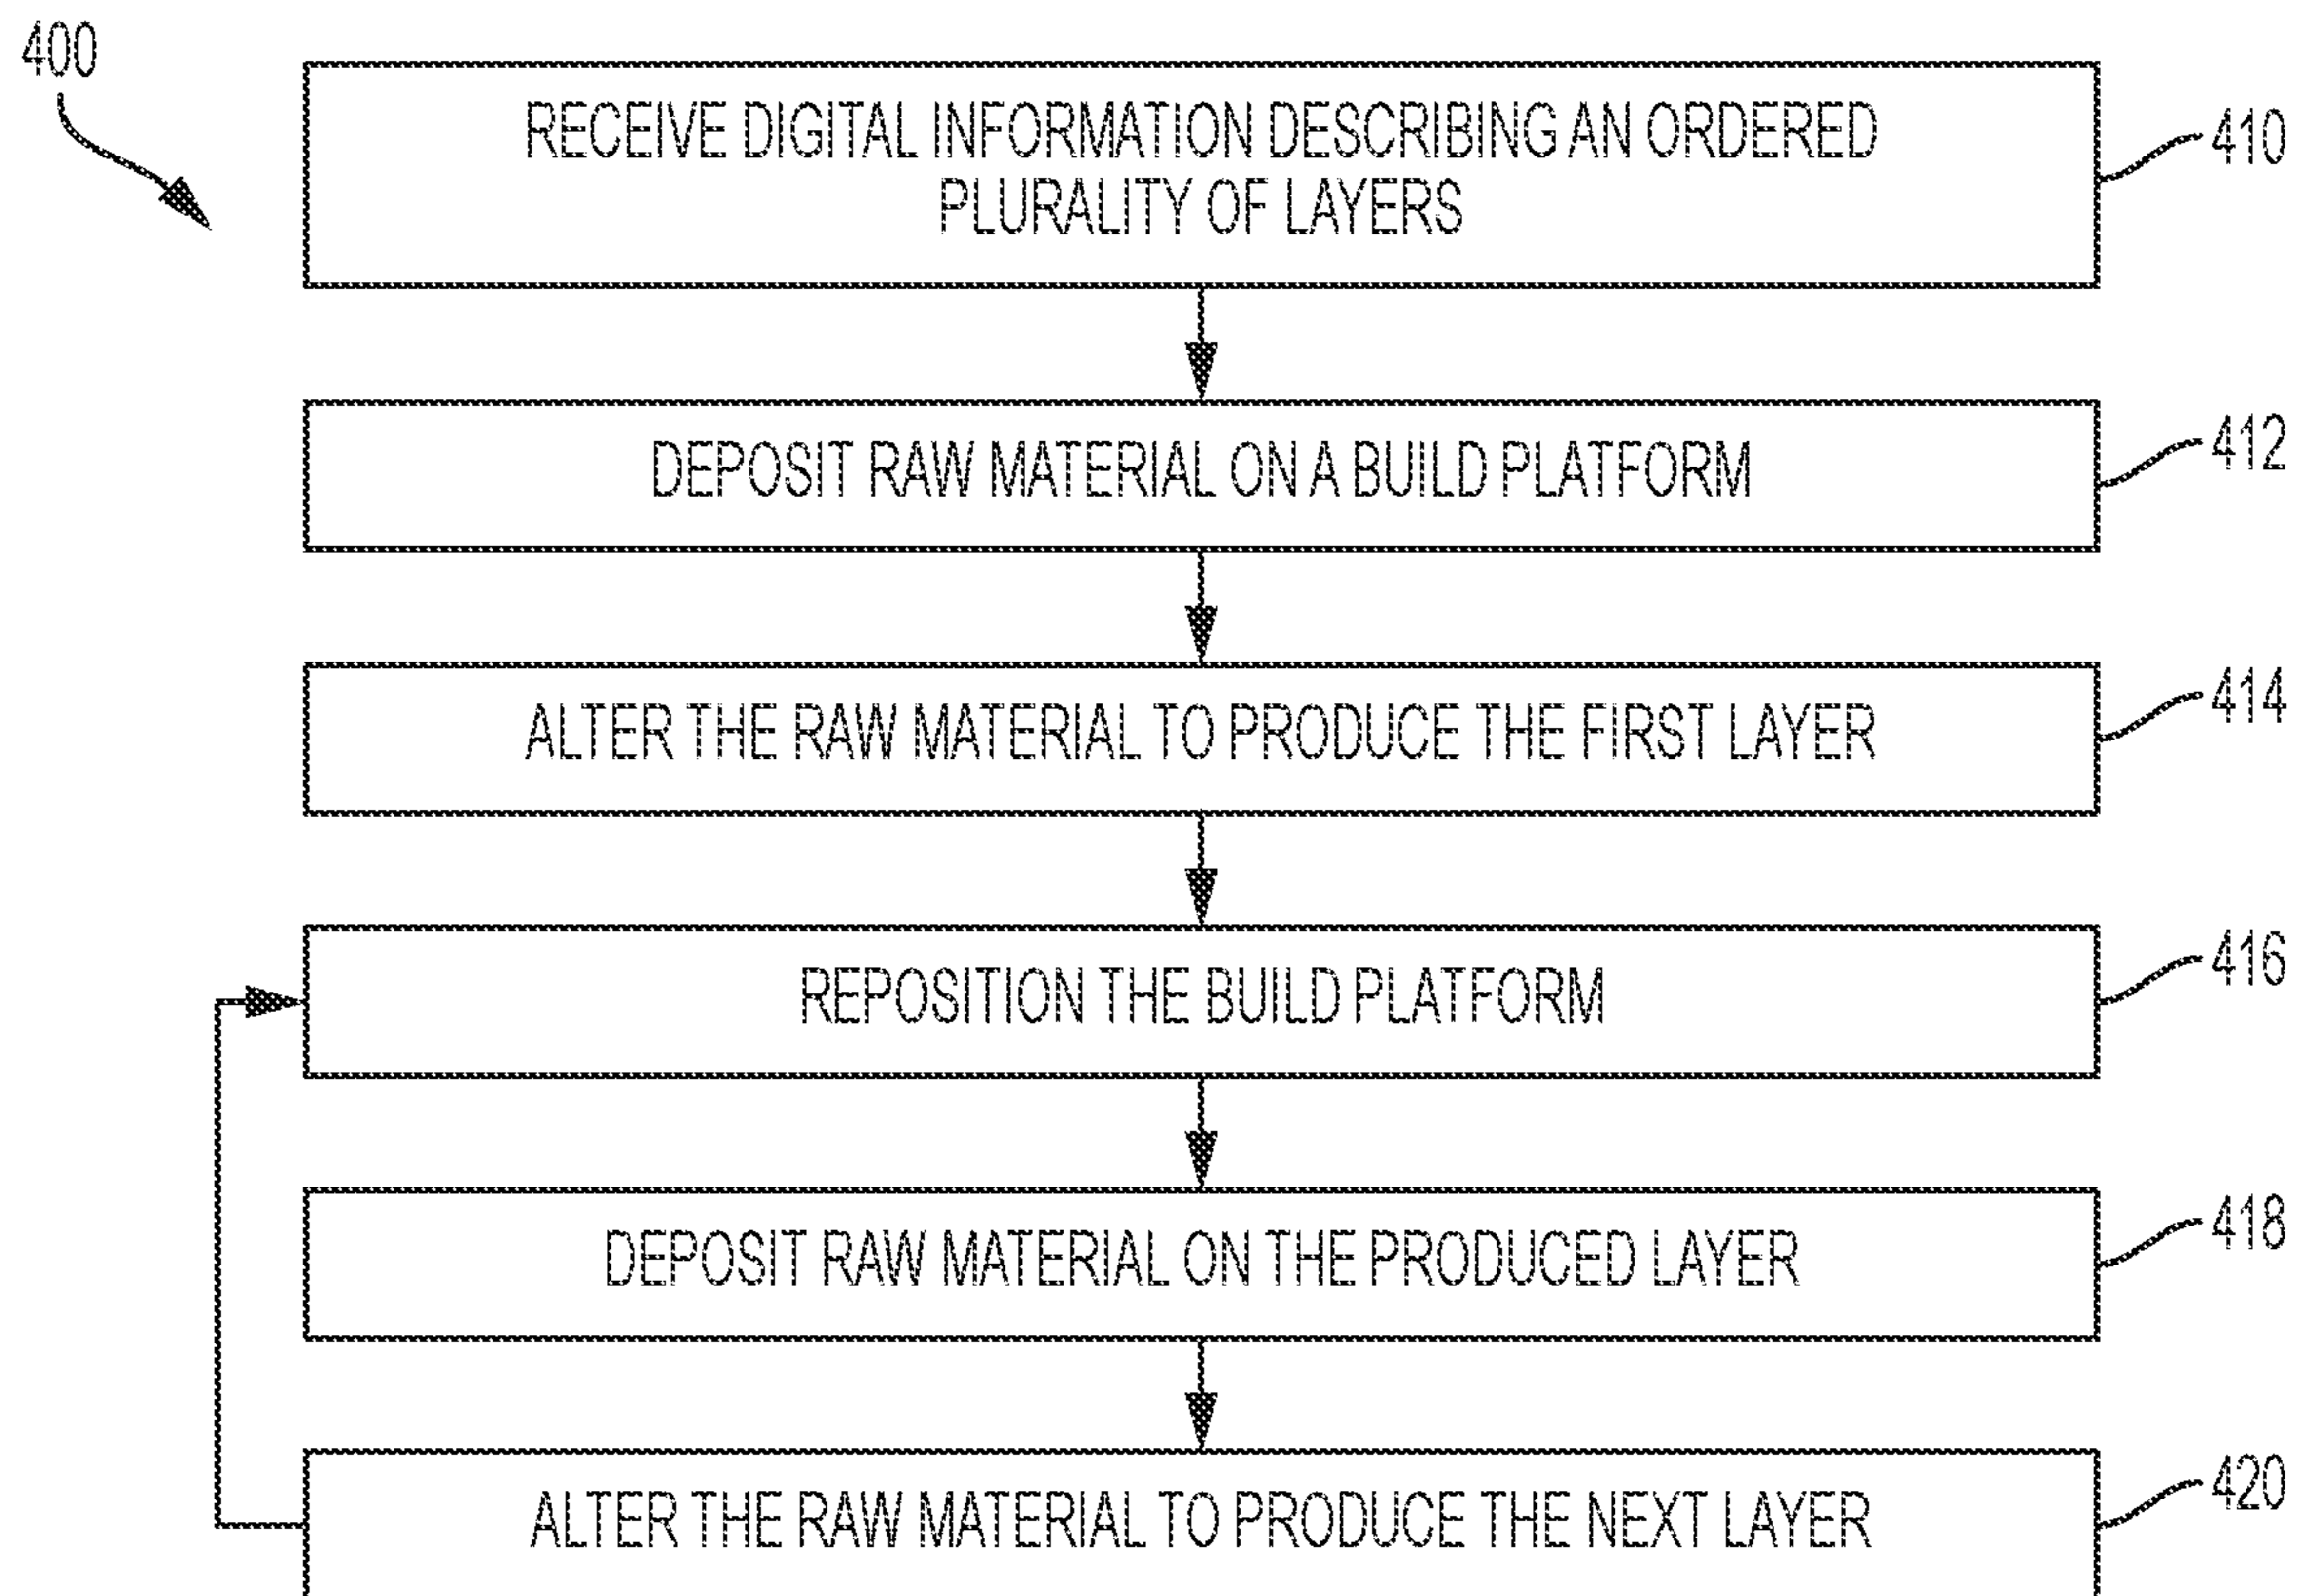 400
RECEIVE DIGITAL INFORMATION DESCRIBING AN ORDERED
PLURALITY OF LAYERS
410
DEPOSIT RAW MATERIAL ON A BUILD PLATFORM
412
ALTER THE RAW MATERIAL TO PRODUCE THE FIRST LAYER
414
REPOSITION THE BUILD PLATFORM
416
DEPOSIT RAW MATERIAL ON THE PRODUCED LAYER
418
ALTER THE RAW MATERIAL TO PRODUCE THE NEXT LAYER
420